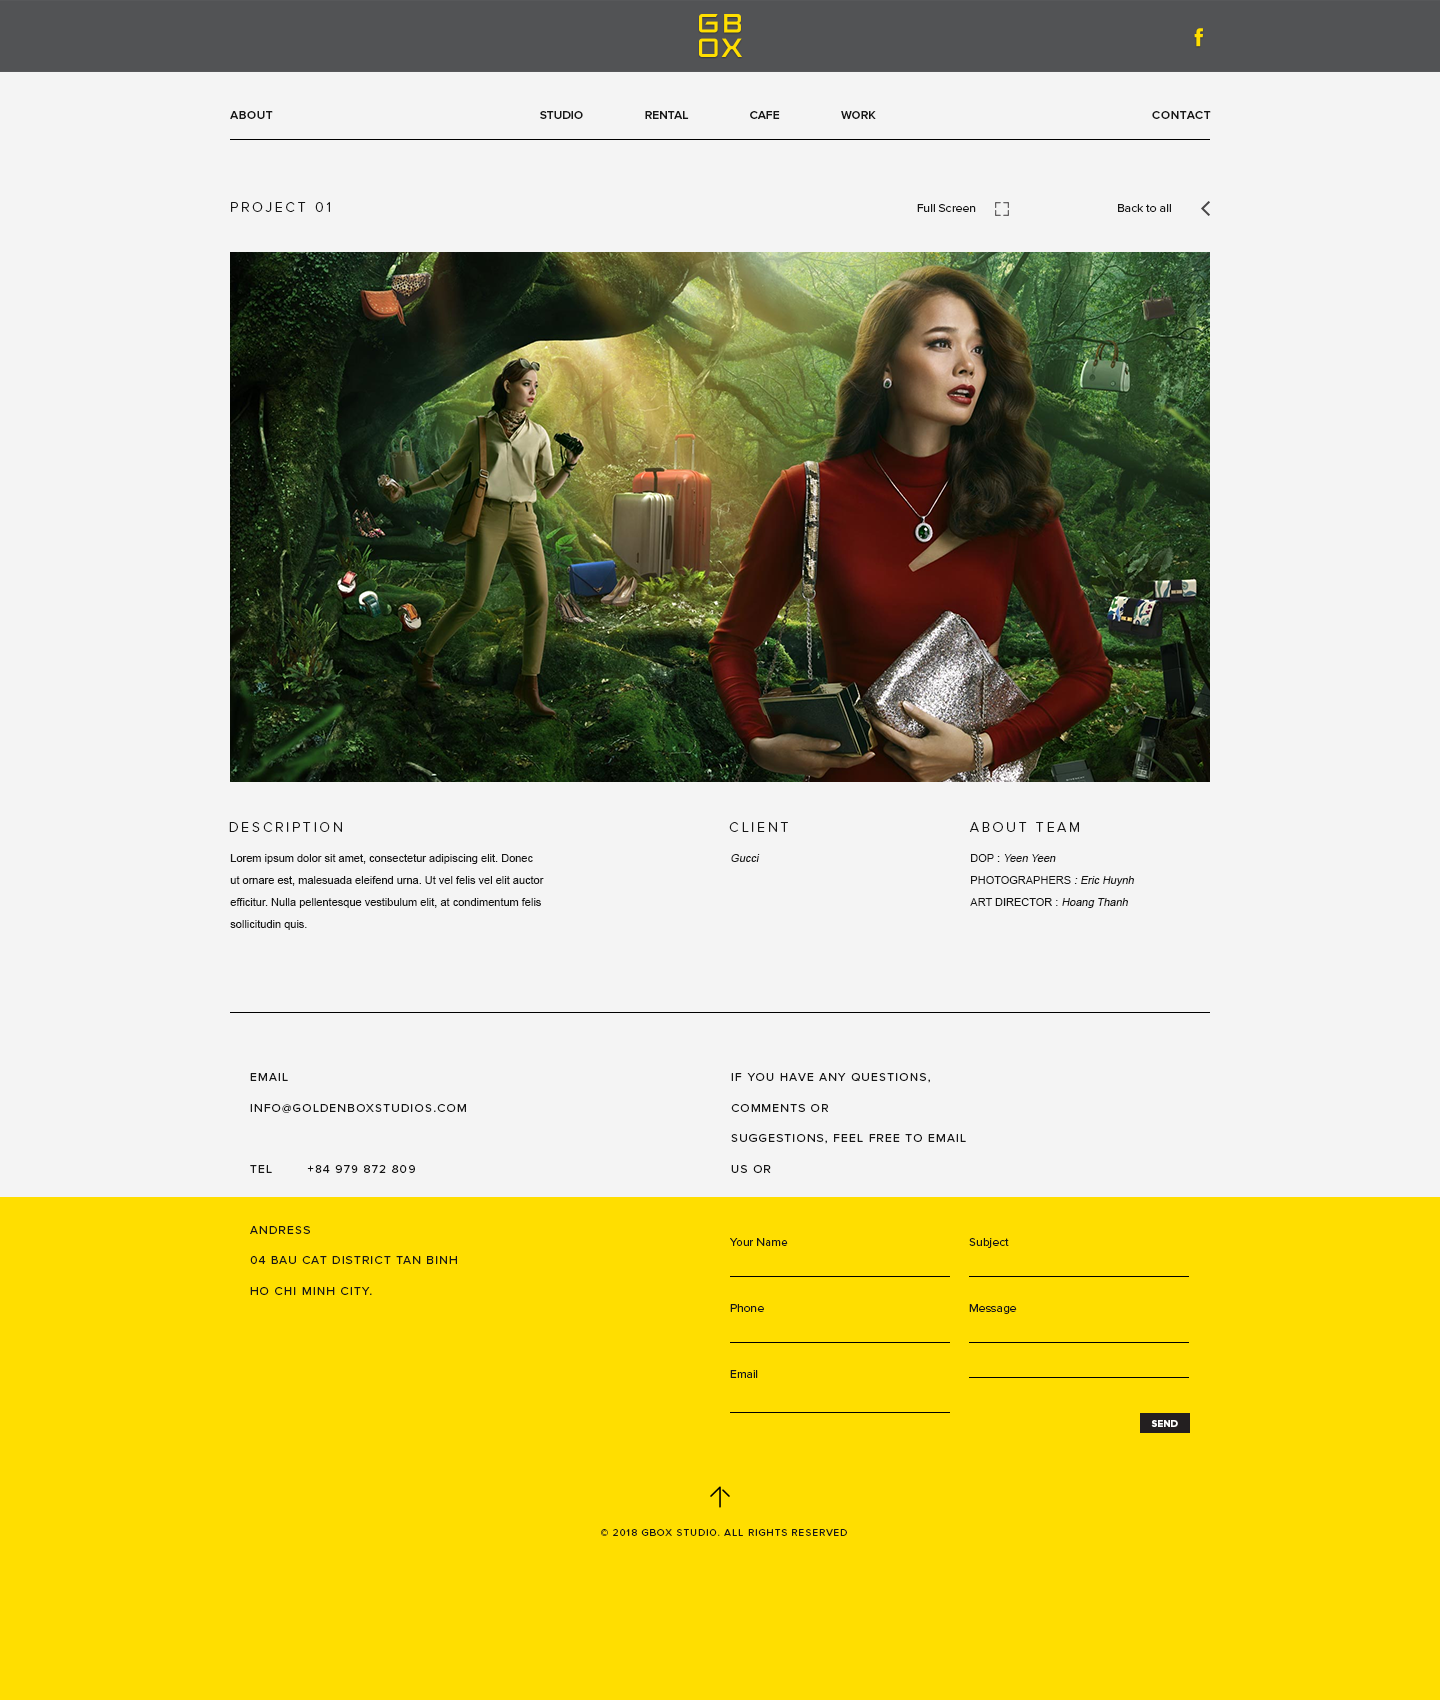 GB
OX
f
ABOUT STUDIO RENTAL CAFE WORK CONTACT
PROJECT 01 Full Screen Back to all
DESCRIPTION
Lorem ipsum dolor sit amet, consectetur adipiscing elit. Donec
ut ornare est, malesuada eleifend urna. Ut vel felis vel elit auctor
efficitur. Nulla pellentesque vestibulum elit, at condimentum felis
sollicitudin quis.
CLIENT
Gucci
ABOUT TEAM
DOP : Yeen Yeen
PHOTOGRAPHERS : Eric Huynh
ART DIRECTOR : Hoang Thanh
EMAIL
INFO@GOLDENBOXSTUDIOS.COM
TEL +84 979 872 809
ANDRESS
04 BAU CAT DISTRICT TAN BINH
HO CHI MINH CITY.
IF YOU HAVE ANY QUESTIONS,
COMMENTS OR
SUGGESTIONS, FEEL FREE TO EMAIL
US OR
Your Name Subject
Phone Message
Email
SEND
© 2018 GBOX STUDIO. ALL RIGHTS RESERVED